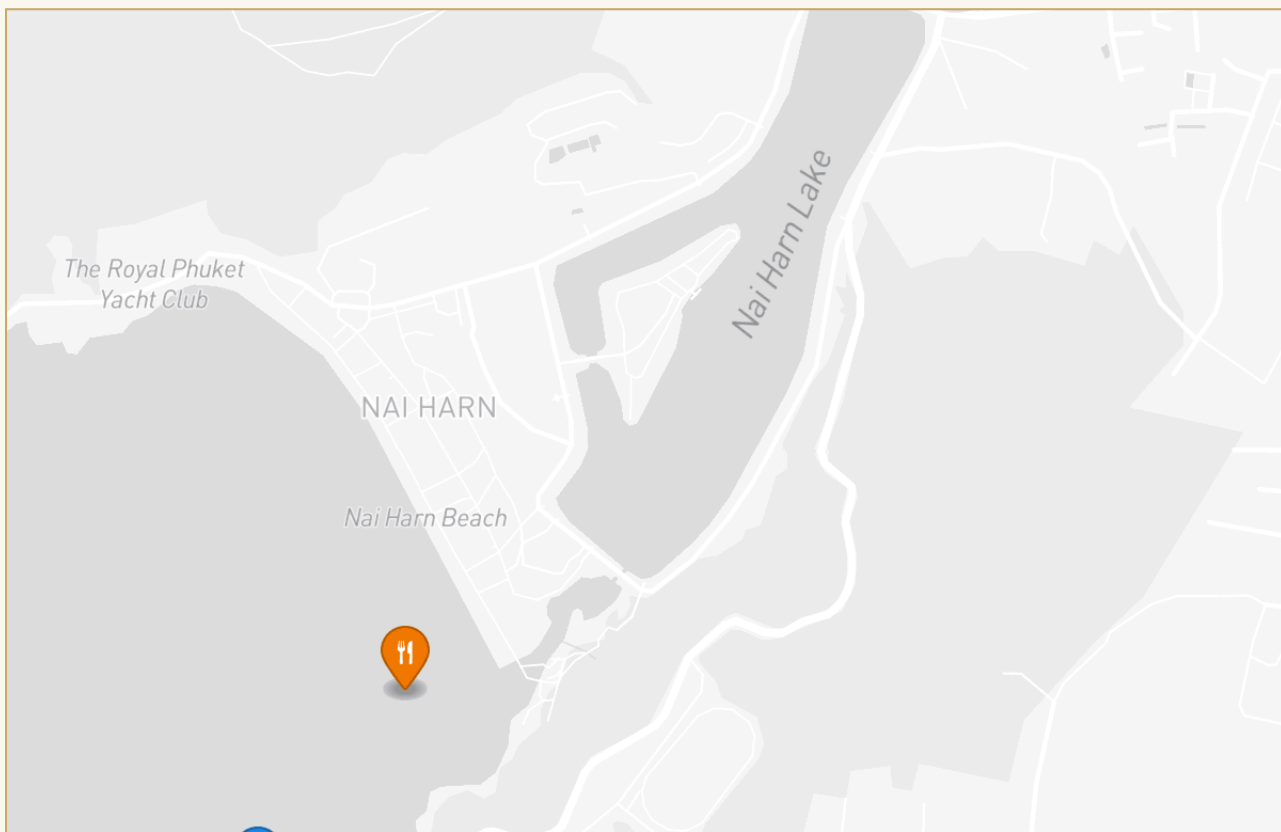 Nai Harn Lake
The Royal Phuket
Yacht Club
NAI HARN
Nai Harn Beach